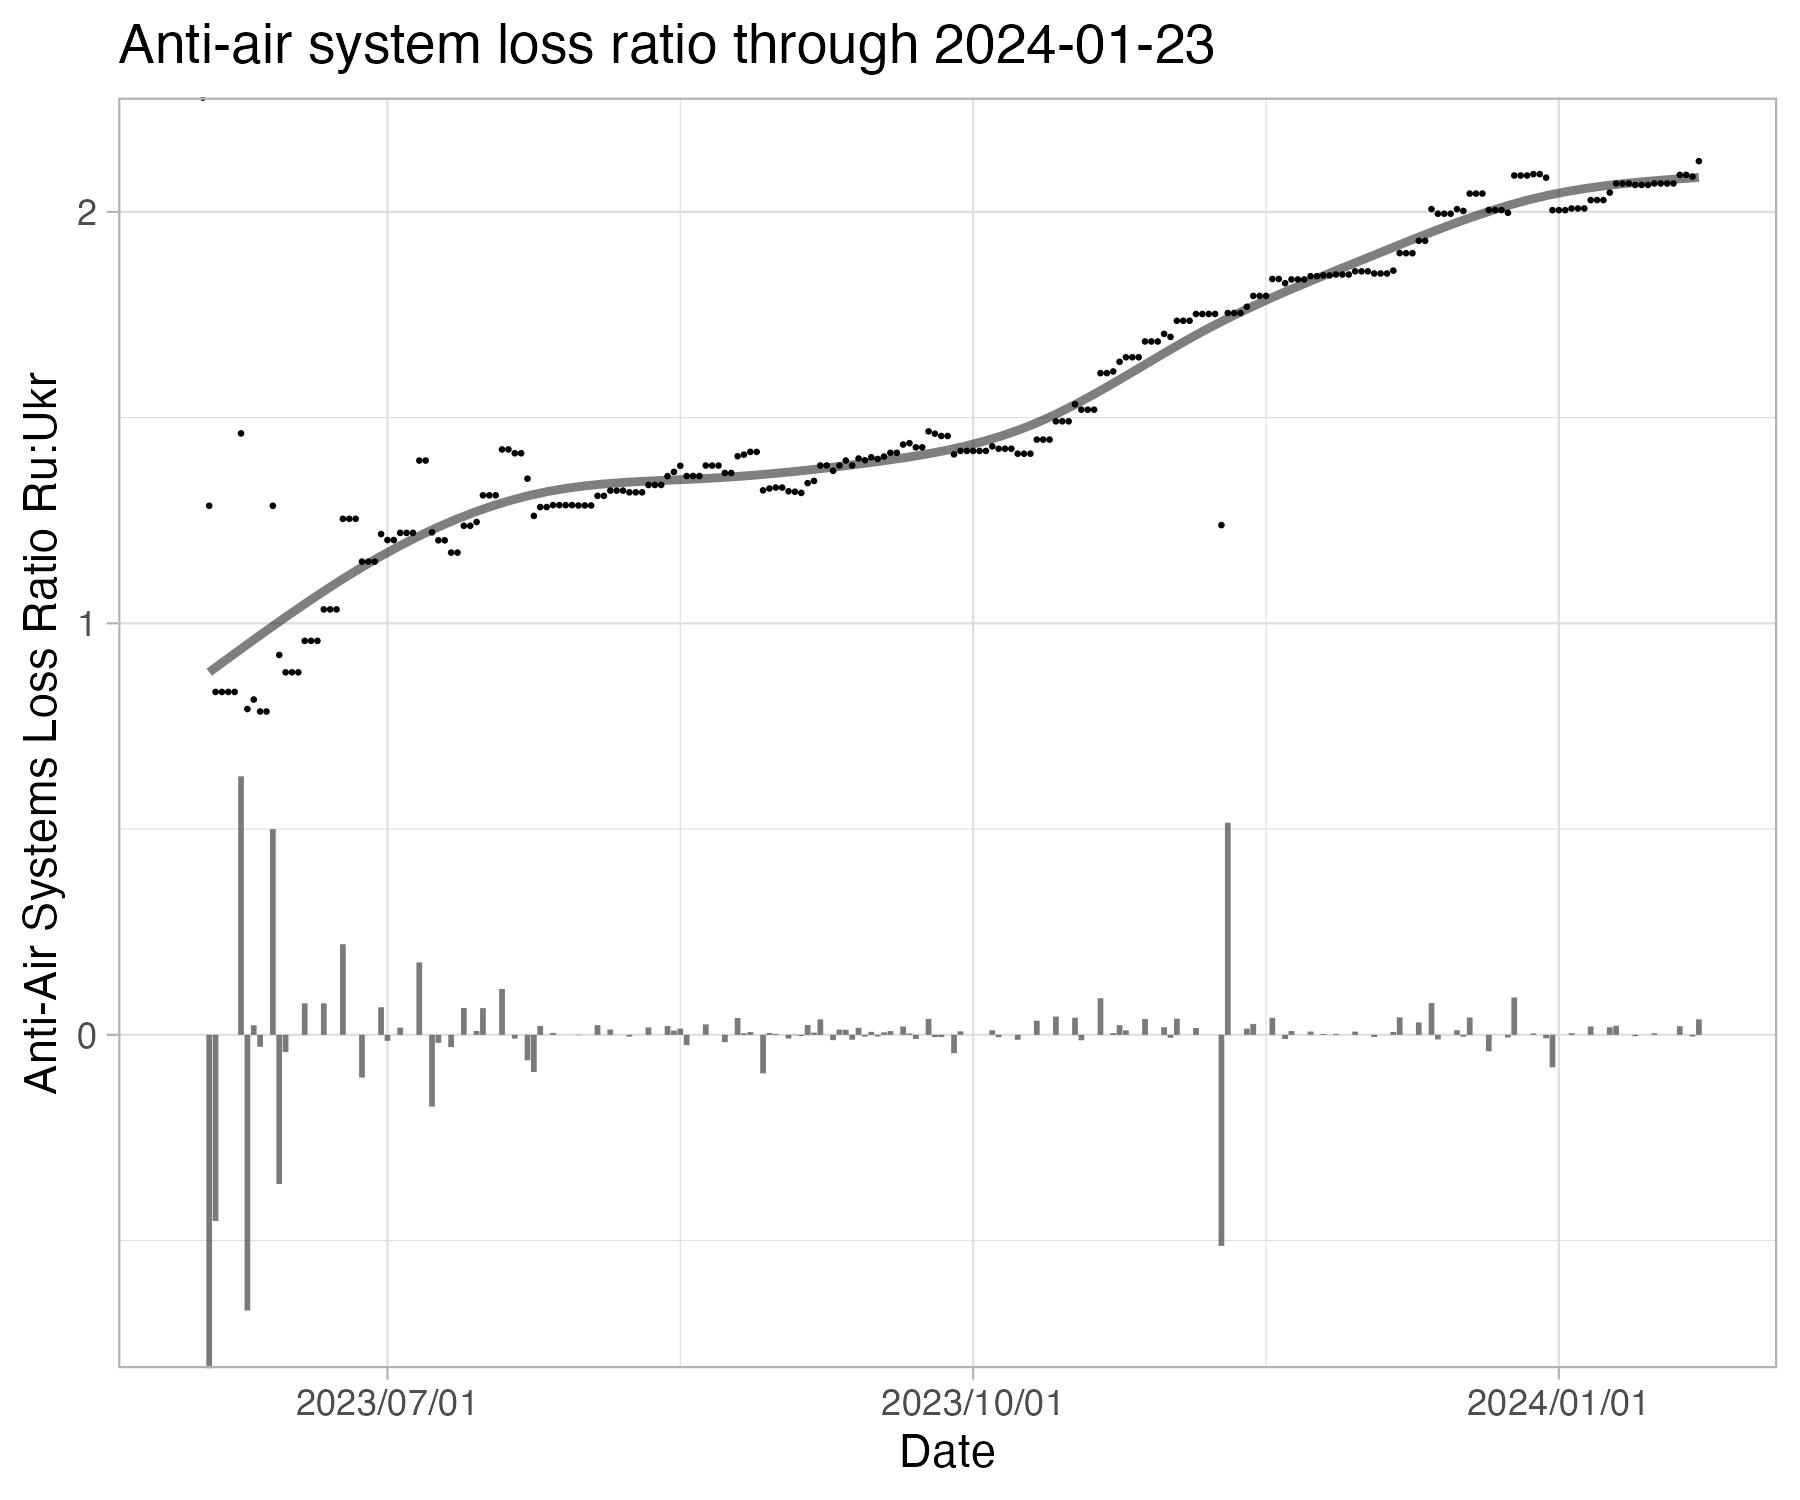 Anti-air system loss ratio through 2024-01-23
Anti-Air Systems Loss Ratio Ru:Ukr
2
1
0
2023/07/01
2023/10/01
2024/01/01
Date